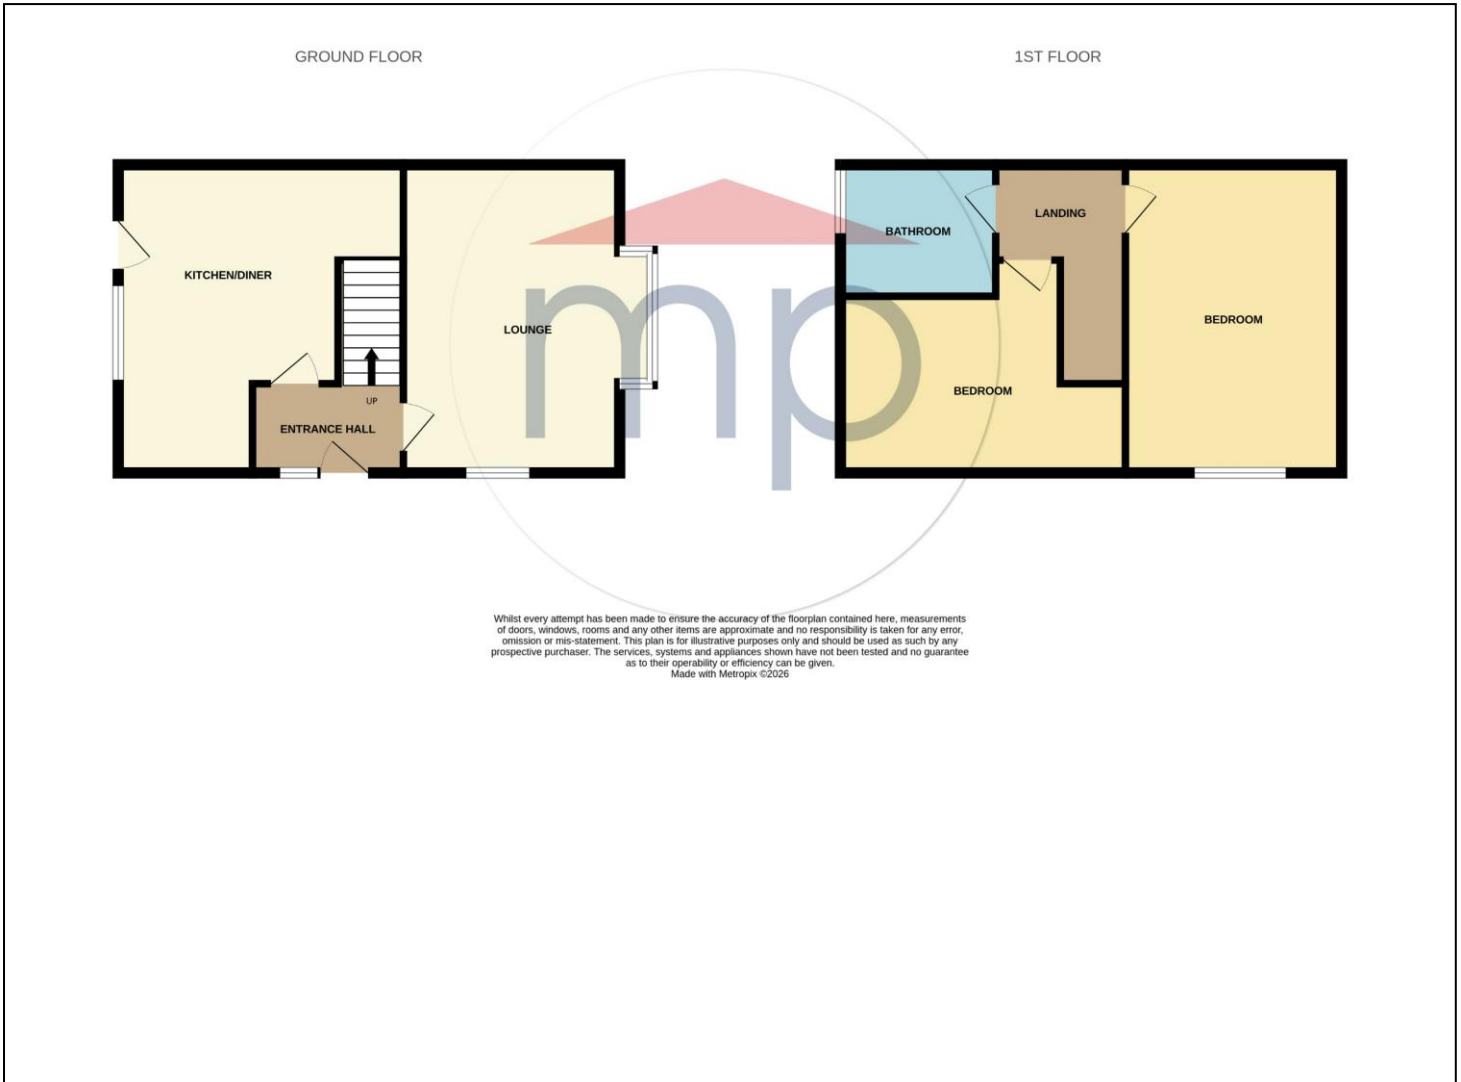 GROUND FLOOR
1ST FLOOR
KITCHEN/DINER
LOUNGE
UP
ENTRANCE HALL
BATHROOM
LANDING
BEDROOM
BEDROOM
mp
Whilst every attempt has been made to ensure the accuracy of the floorplan contained here, measurements
of doors, windows, rooms and any other items are approximate and no responsibility is taken for any error,
omission or mis-statement. This plan is for illustrative purposes only and should be used as such by any
prospective purchaser. The services, systems and appliances shown have not been tested and no guarantee
as to their operability or efficiency can be given.
Made with Metropix ©2026